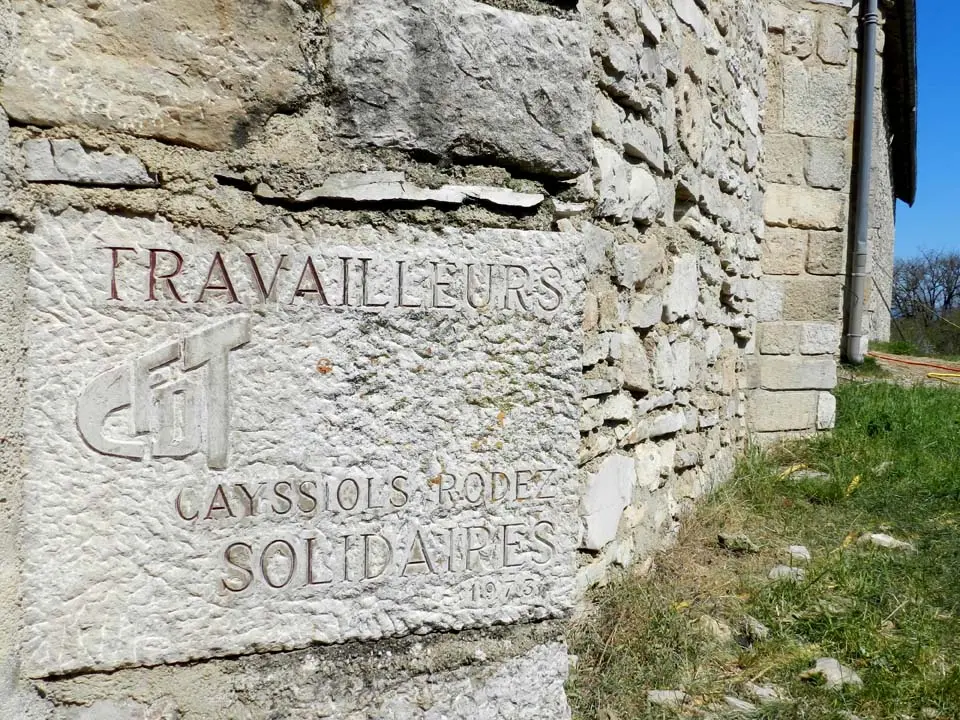 TRAVAILLEURS
CFDT
CAYSSIOLS RODEZ
SOLIDAIRES
1973